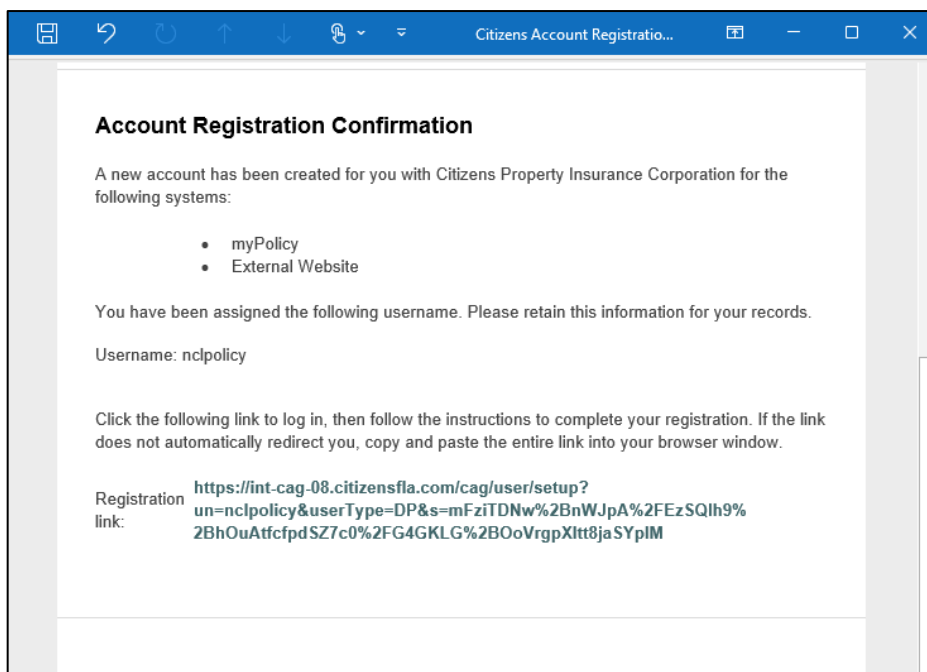 Citizens Account Registratio...
Account Registration Confirmation
A new account has been created for you with Citizens Property Insurance Corporation for the
following systems:
• myPolicy
• External Website
You have been assigned the following username. Please retain this information for your records.
Username: nclpolicy
Click the following link to log in, then follow the instructions to complete your registration. If the link
does not automatically redirect you, copy and paste the entire link into your browser window.
Registration link:
https://int-cag-08.citizensfla.com/cag/user/setup?
un=nclpolicy&userType=DP&s=mFziTDNw%2BnWJpA%2FEzSQlh9%
2BhOuAtfcfpdSZ7c0%2FG4GKLG%2BOoVrgpXltt8jaSYplM